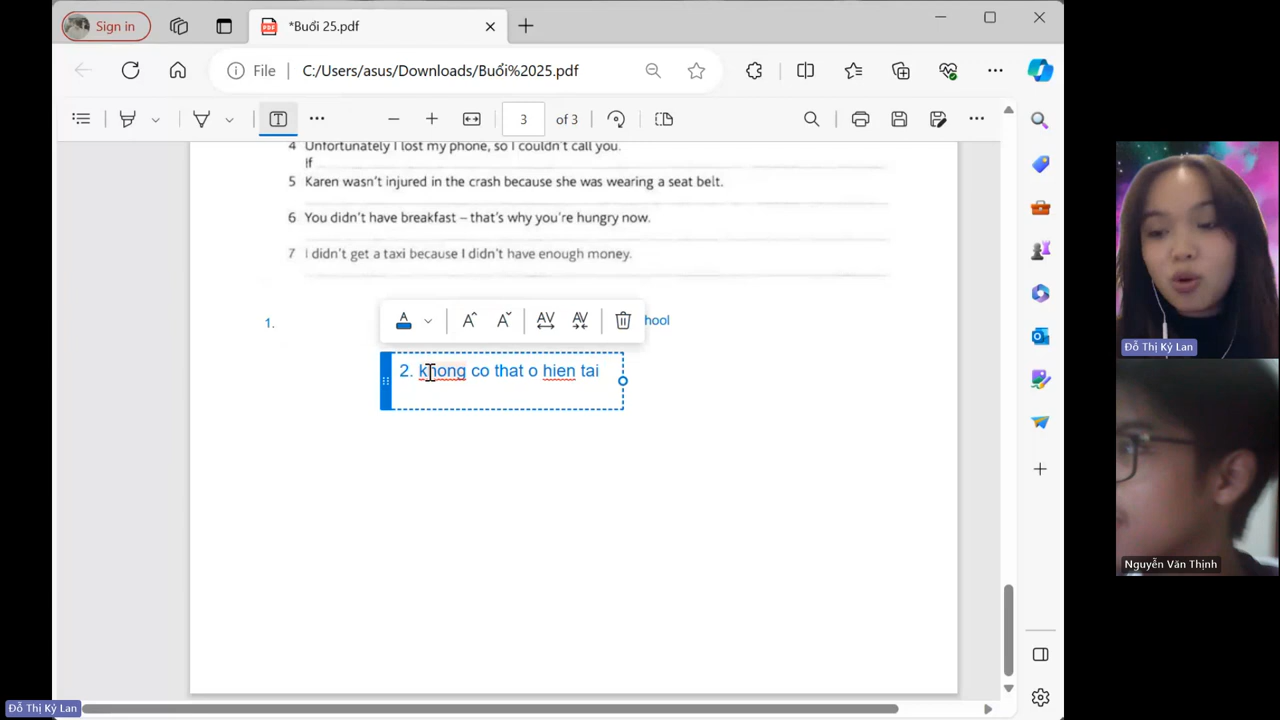 Sign in
*Buổi 25.pdf
File
C:/Users/asus/Downloads/Buổi%2025.pdf
3
of 3
4 Unfortunately I lost my phone, so I couldn't call you.
If
5 Karen wasn't injured in the crash because she was wearing a seat belt.
6 You didn't have breakfast – that's why you're hungry now.
7 I didn't get a taxi because I didn't have enough money.
1.
hool
2. khong co that o hien tai
Đỗ Thị Kỷ Lan
Nguyễn Văn Thịnh
Đỗ Thị Kỷ Lan